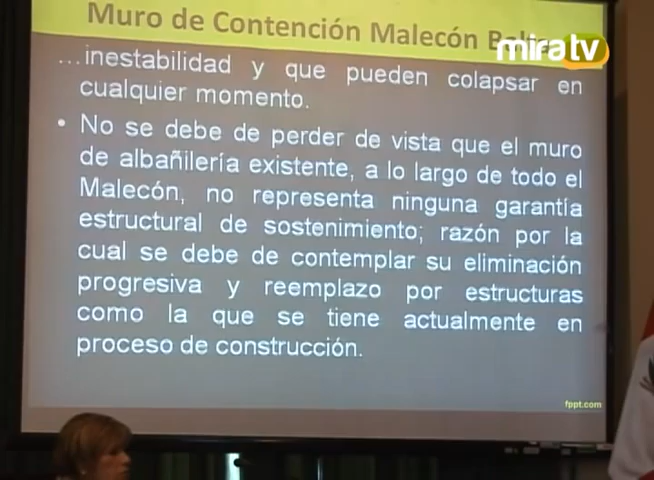 Muro de Contención Malecón
mira tv
...inestabilidad y que pueden colapsar en
cualquier momento.
• No se debe de perder de vista que el muro
de albañilería existente, a lo largo de todo el
Malecón, no representa ninguna garantía
estructural de sostenimiento; razón por la
cual se debe de contemplar su eliminación
progresiva y reemplazo por estructuras
como la que se tiene actualmente en
proceso de construcción.
fppt.com